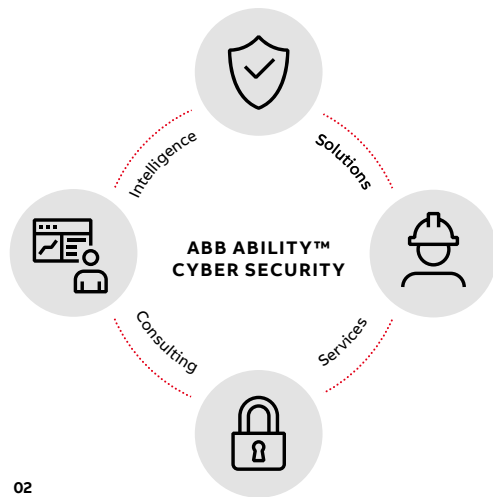 Intelligence
Solutions
ABB ABILITY™
CYBER SECURITY
Consulting
Services
02